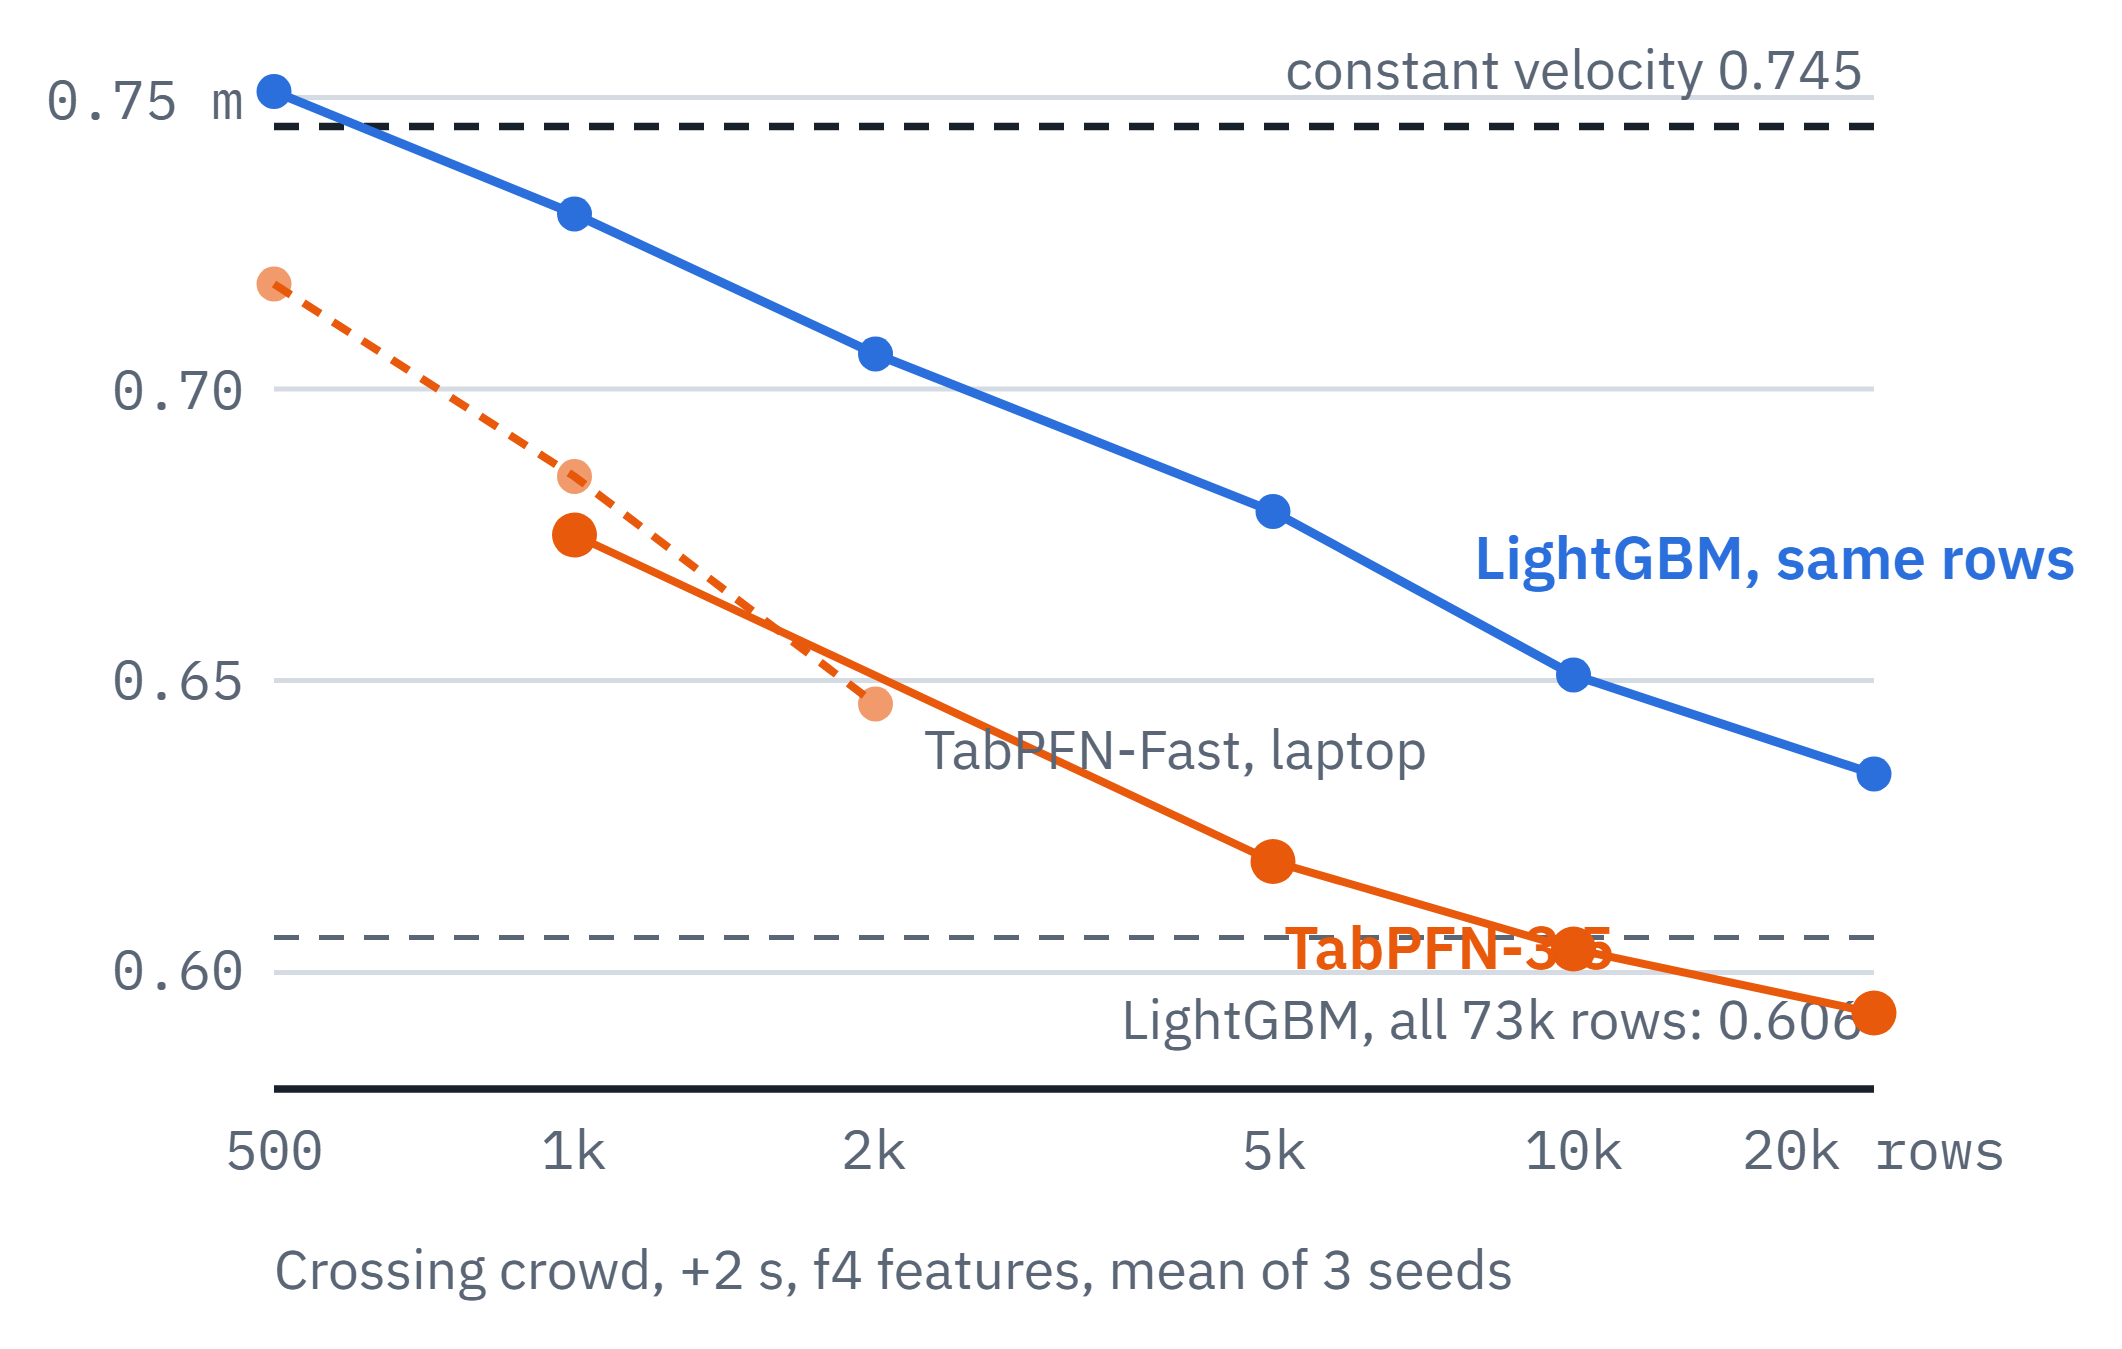 constant velocity 0.745
0.75 m
0.70
LightGBM, same rows
0.65
TabPFN-Fast, laptop
TabPFN-3.5
0.60
LightGBM, all 73k rows: 0.606
500 1k 2k 5k 10k 20k rows
Crossing crowd, +2 s, f4 features, mean of 3 seeds